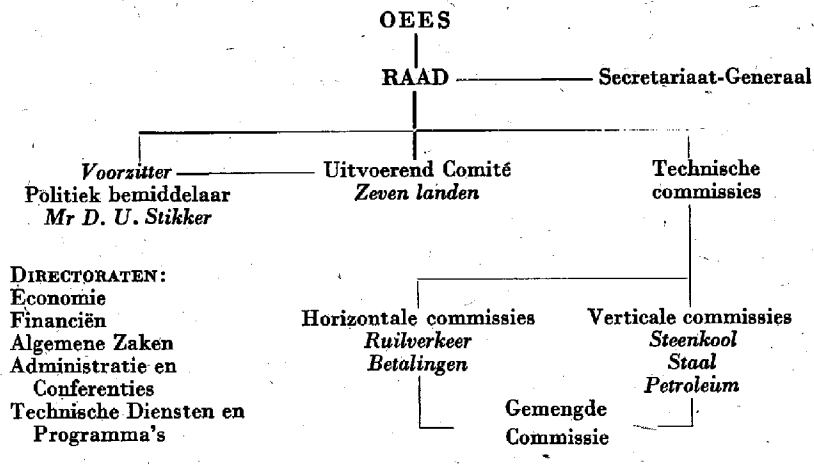 OEES
RAAD
Secretariaat-Generaal
Voorzitter
Politiek bemiddelaar
Mr D. U. Stikker
Uitvoerend Comité
Zeven landen
Technische
commissies
DIRECTORATEN:
Economie
Financiën
Algemene Zaken
Administratie en
Conferenties
Technische Diensten en
Programma's
Horizontale commissies
Ruilverkeer
Betalingen
Verticale commissies
Steenkool
Staal
Petroleum
Gemengde
Commissie